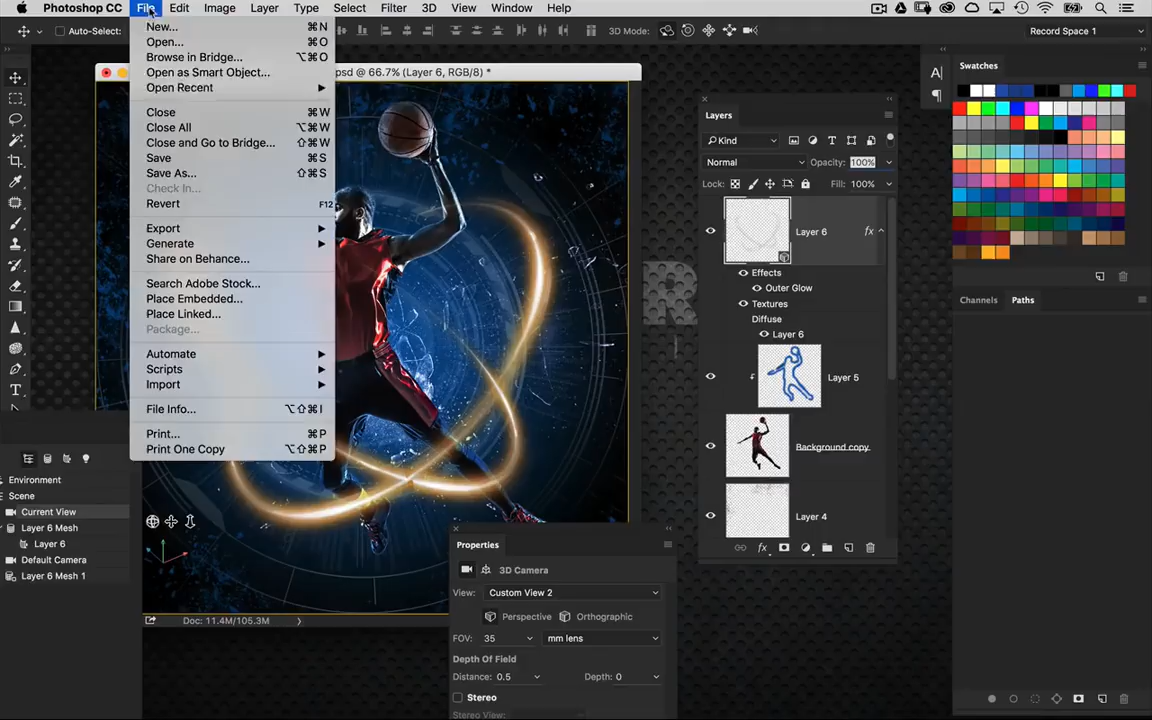 Photoshop CC File Edit Image Layer Type Select Filter 3D View Window Help
Auto-Select: 3D Mode: Record Space 1
New... ⌘N
Open... ⌘O
Browse in Bridge... ⌥⌘O
Open as Smart Object...
Open Recent
Close ⌘W
Close All ⌥⌘W
Close and Go to Bridge... ⇧⌘W
Save ⌘S
Save As... ⇧⌘S
Check In...
Revert F12
Export
Generate
Share on Behance...
Search Adobe Stock...
Place Embedded...
Place Linked...
Package...
Automate
Scripts
Import
File Info... ⌥⇧⌘I
Print... ⌘P
Print One Copy ⌥⇧⌘P
psd @ 66.7% (Layer 6, RGB/8) *
R
Environment
Scene
Current View
Layer 6 Mesh
Layer 6
Default Camera
Layer 6 Mesh 1
Doc: 11.4M/105.3M
Properties
3D Camera
View: Custom View 2
Perspective Orthographic
FOV: 35 mm lens
Depth Of Field
Distance: 0.5 Depth: 0
Stereo
Stereo View:
Layers
Kind
Normal Opacity: 100%
Lock: Fill: 100%
Layer 6 fx
Effects
Outer Glow
Textures
Diffuse
Layer 6
Layer 5
Background copy
Layer 4
fx
A
Swatches
Channels Paths